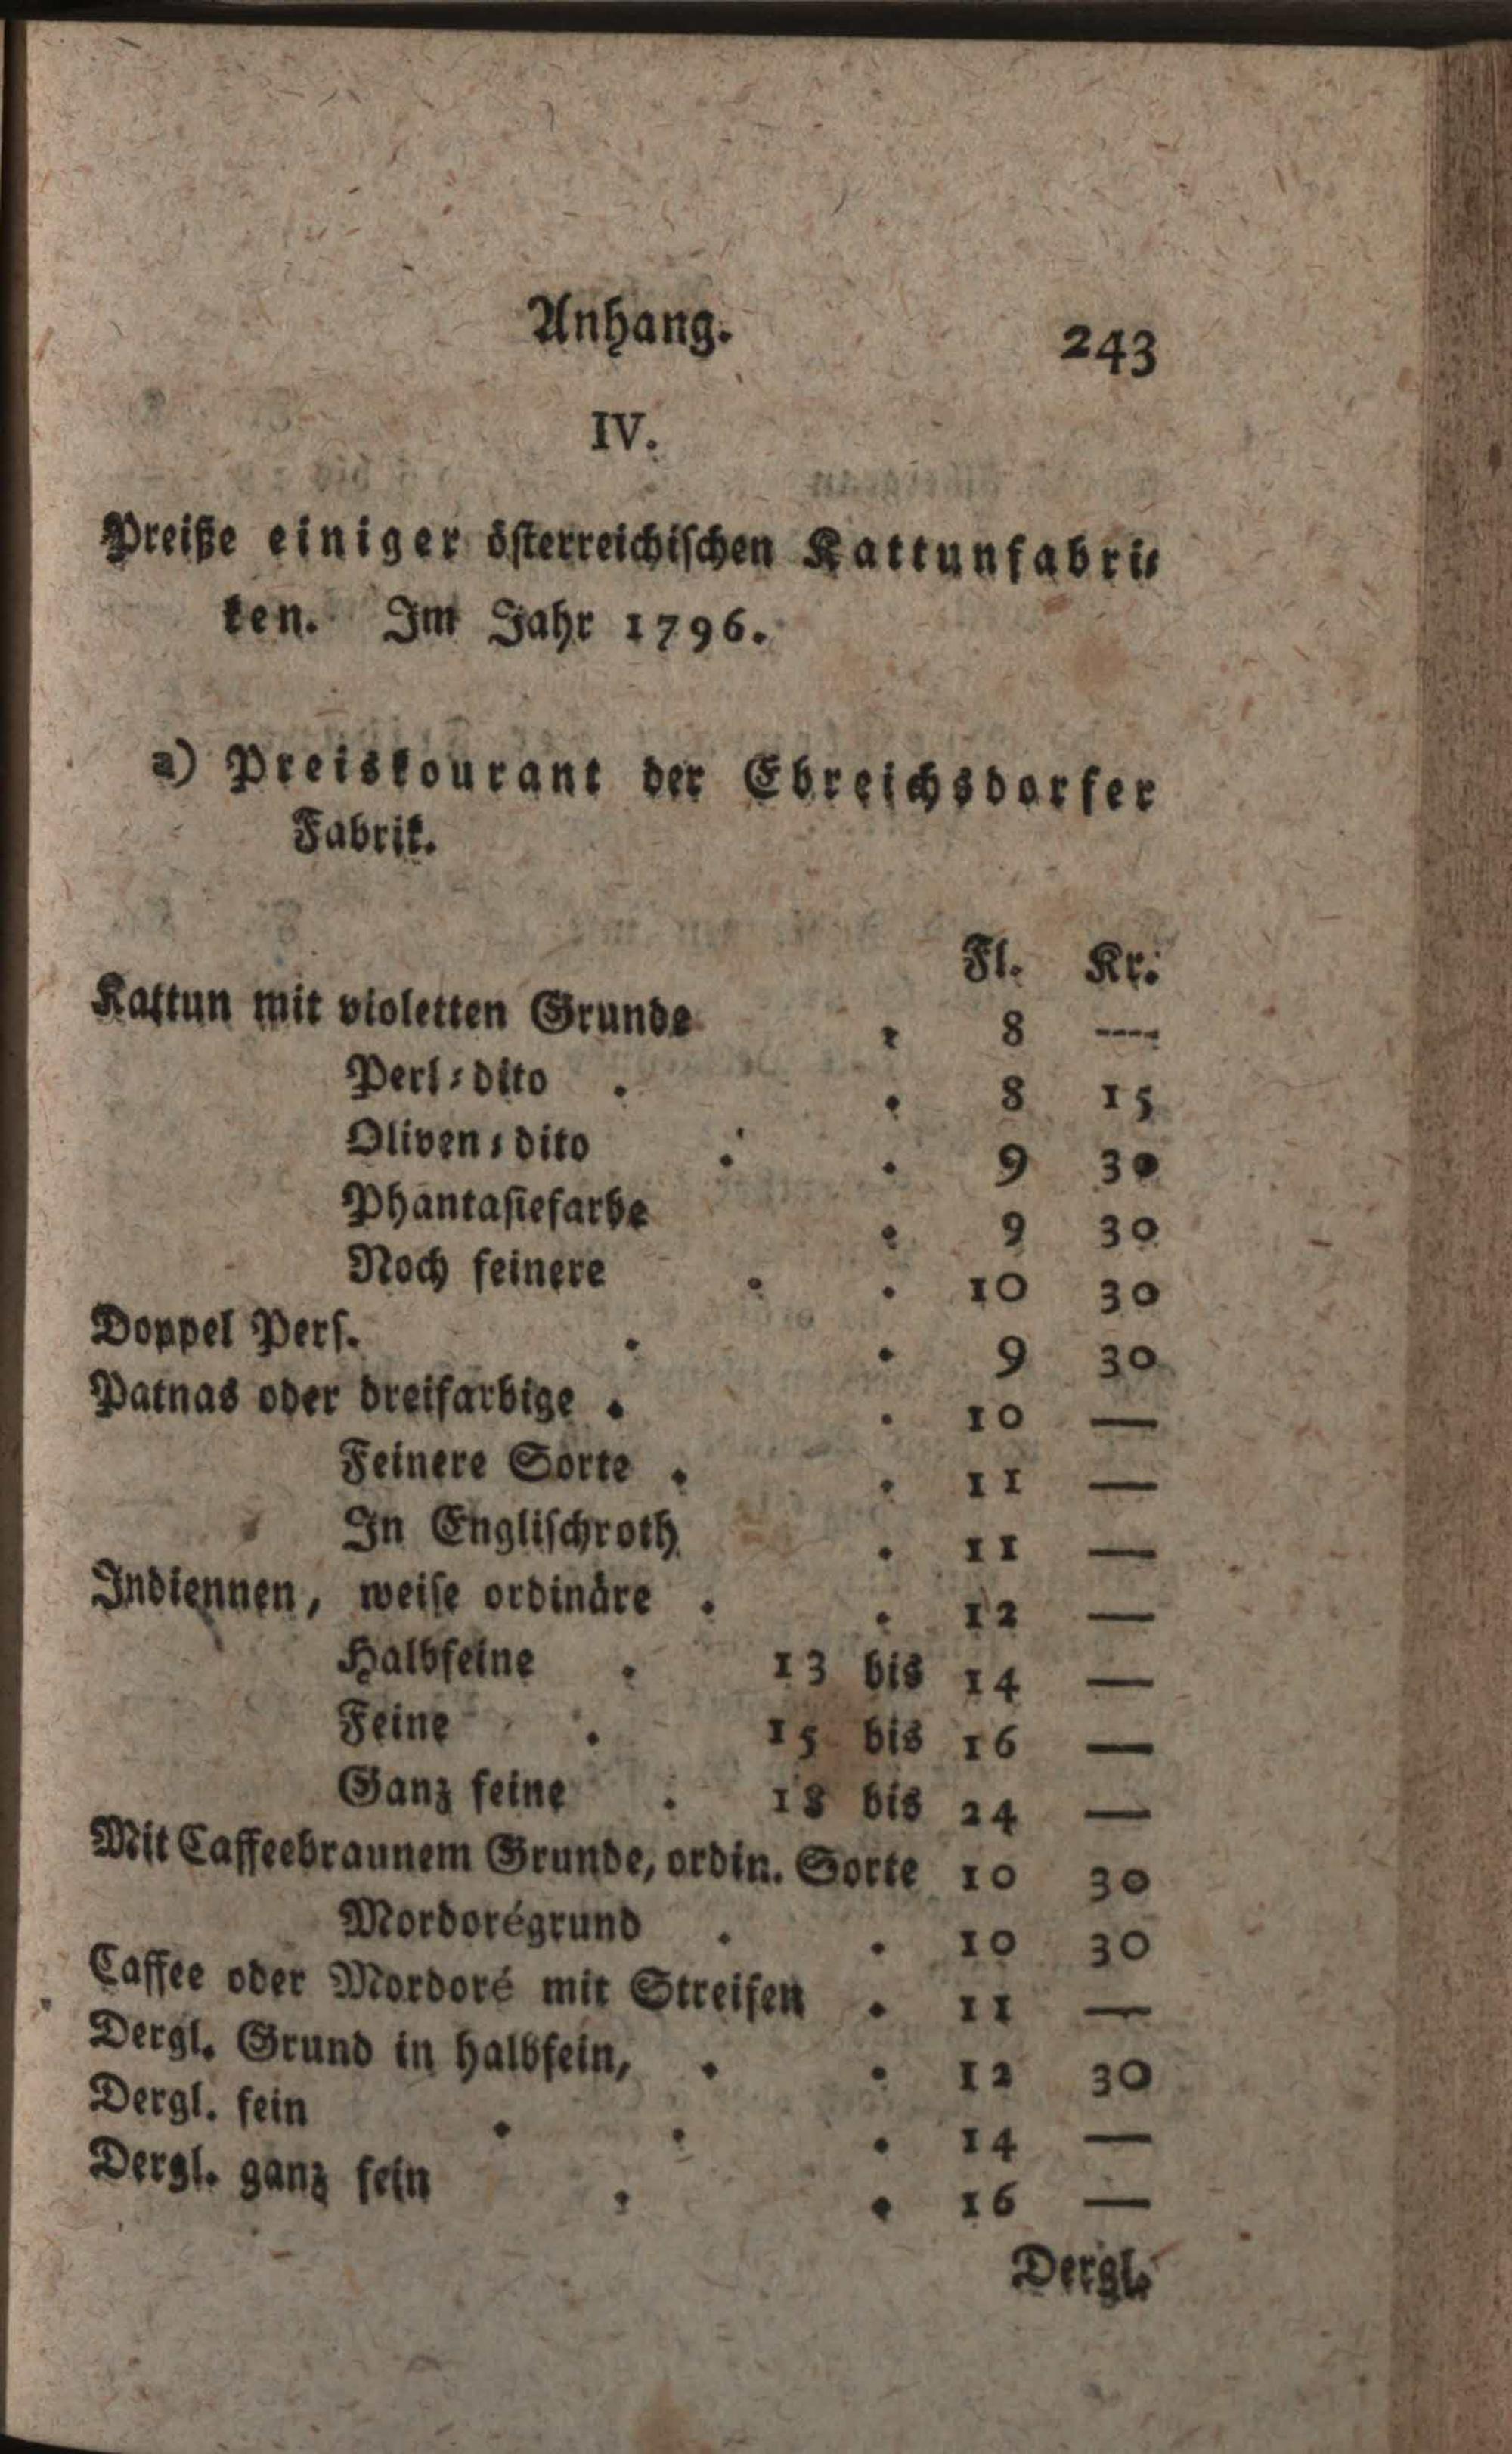 Anhang. 243
IV.
Preiße einiger österreichischen Kattunfabri-
ken. Im Jahr 1796.
a) Preiskourant der Ebreichsdorfer
Fabrik.
Fl. Kr.
Kattun mit violetten Grunde . 8 —
Perl-dito . . 8 15
Oliven-dito . . 9 30
Phantasiefarbe . 9 30
Noch feinere . . 10 30
Doppel Pers. . . 9 30
Patnas oder dreifarbige . . 10 —
Feinere Sorte . . 11 —
In Englischroth . 11 —
Indiennen, weise ordinäre . . 12 —
Halbfeine . 13 bis 14 —
Feine . 15 bis 16 —
Ganz feine . 18 bis 24 —
Mit Caffeebraunem Grunde, ordin. Sorte 10 30
Mordorégrund . . 10 30
Caffee oder Mordoré mit Streifen . 11 —
Dergl. Grund in halbfein, . . 12 30
Dergl. fein . . . 14 —
Dergl. ganz fein . . 16 —
Dergl.